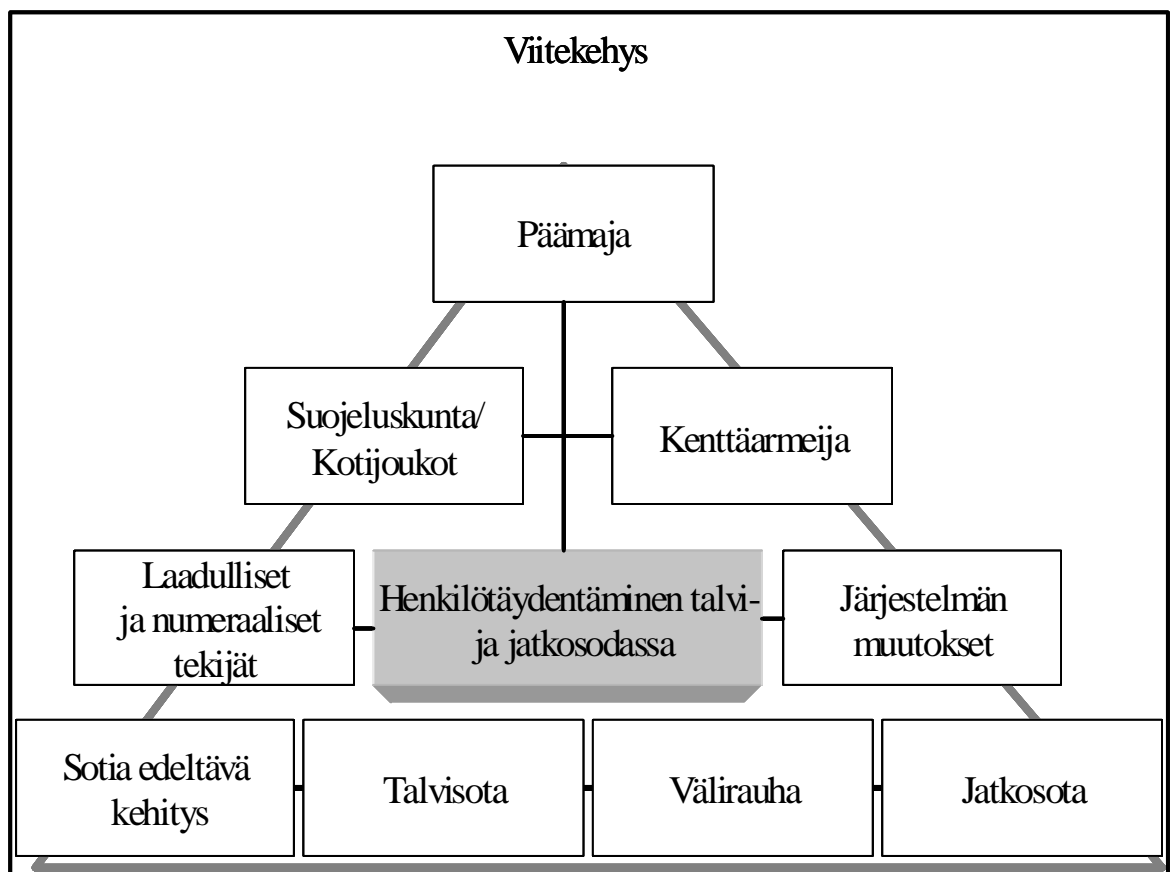 Viitekehys
Päämaja
Suojeluskunta/
Kotijoukot
Kenttäarmeija
Laadulliset
ja numeraaliset
tekijät
Henkilötäydentäminen talvi-
ja jatkosodassa
Järjestelmän
muutokset
Sotia edeltävä
kehitys
Talvisota
Välirauha
Jatkosota